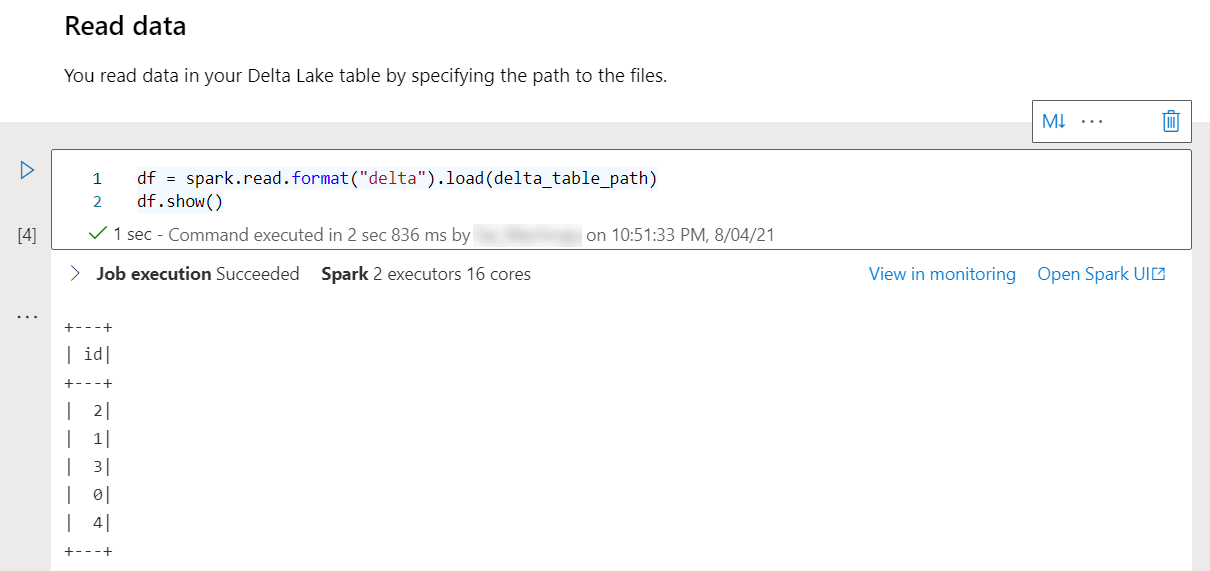 Read data
You read data in your Delta Lake table by specifying the path to the files.
M↓ ···
1 df = spark.read.format("delta").load(delta_table_path)
2 df.show()
[4] 1 sec - Command executed in 2 sec 836 ms by on 10:51:33 PM, 8/04/21
Job execution Succeeded Spark 2 executors 16 cores View in monitoring Open Spark UI
...
+---+
| id|
+---+
|  2|
|  1|
|  3|
|  0|
|  4|
+---+